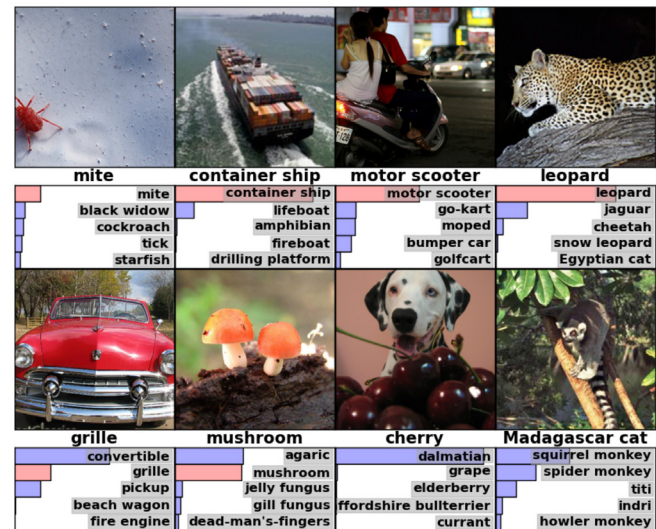 mite
container ship
motor scooter
leopard
mite
black widow
cockroach
tick
starfish
container ship
lifeboat
amphibian
fireboat
drilling platform
motor scooter
go-kart
moped
bumper car
golfcart
leopard
jaguar
cheetah
snow leopard
Egyptian cat
grille
mushroom
cherry
Madagascar cat
convertible
grille
pickup
beach wagon
fire engine
agaric
mushroom
jelly fungus
gill fungus
dead-man's-fingers
dalmatian
grape
elderberry
ffordshire bullterrier
currant
squirrel monkey
spider monkey
titi
indri
howler monkey